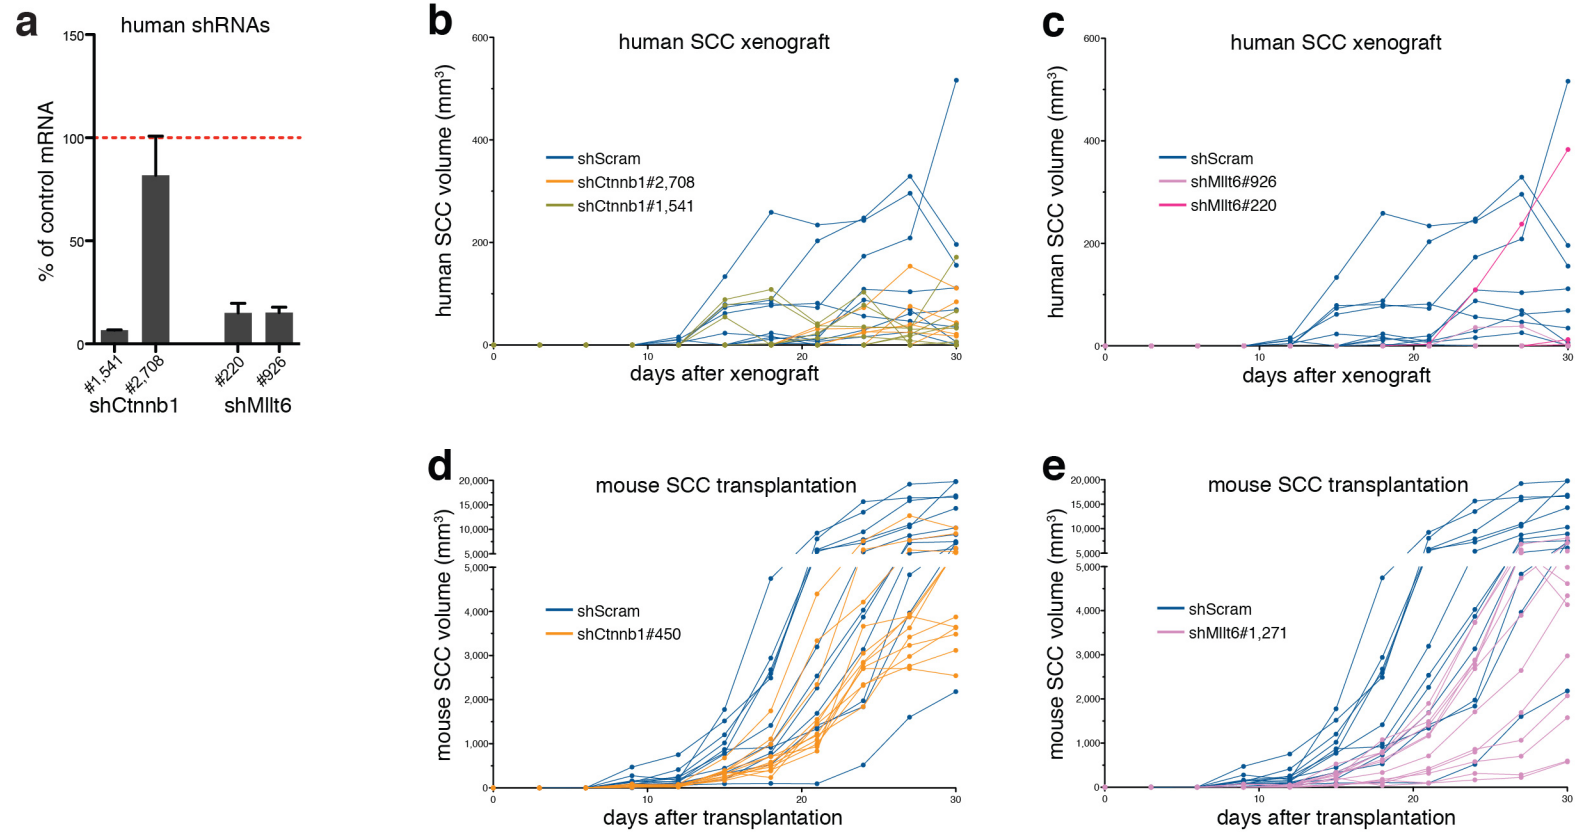 a
human shRNAs
% of control mRNA
150
100
50
0
#1,541
#2,708
#220
#926
shCtnnb1
shMllt6
b
human SCC xenograft
human SCC volume (mm³)
600
400
200
0
shScram
shCtnnb1#2,708
shCtnnb1#1,541
0 10 20 30
days after xenograft
c
human SCC xenograft
human SCC volume (mm³)
600
400
200
0
shScram
shMllt6#926
shMllt6#220
0 10 20 30
days after xenograft
d
mouse SCC transplantation
mouse SCC volume (mm³)
20,000
15,000
10,000
5,000
5,000
4,000
3,000
2,000
1,000
0
shScram
shCtnnb1#450
0 10 20 30
days after transplantation
e
mouse SCC transplantation
mouse SCC volume (mm³)
20,000
15,000
10,000
5,000
5,000
4,000
3,000
2,000
1,000
0
shScram
shMllt6#1,271
0 10 20 30
days after transplantation